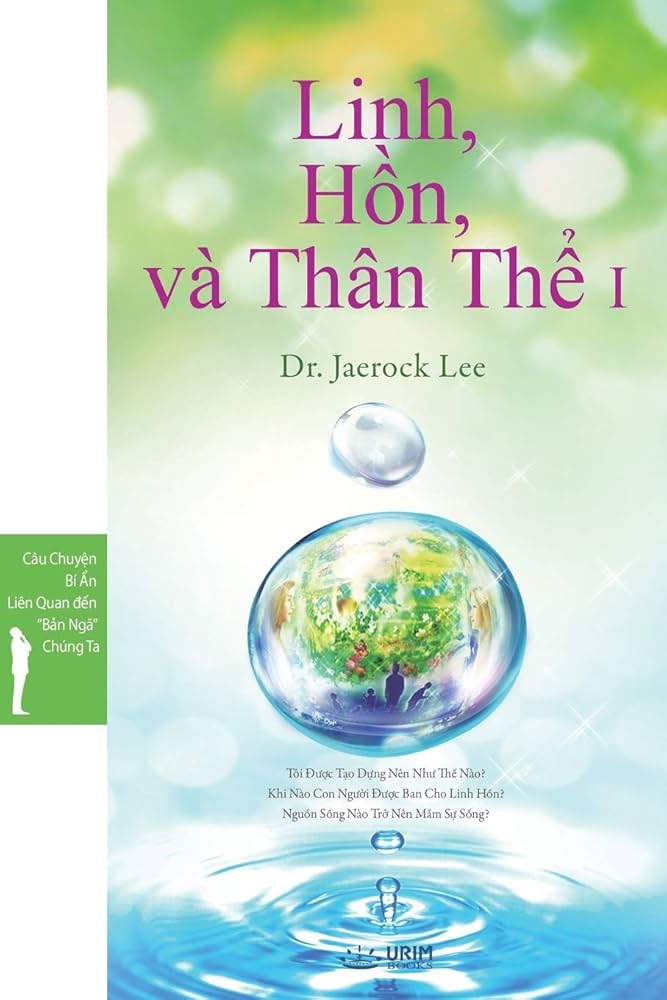 Linh,
Hồn,
và Thân Thể I
Dr. Jaerock Lee
Câu Chuyện
Bí Ẩn
Liên Quan đến
“Bản Ngã”
Chúng Ta
Tôi Được Tạo Dựng Nên Như Thế Nào?
Khi Nào Con Người Được Ban Cho Linh Hồn?
Nguồn Sống Nào Trở Nên Mầm Sự Sống?
URIM
BOOKS